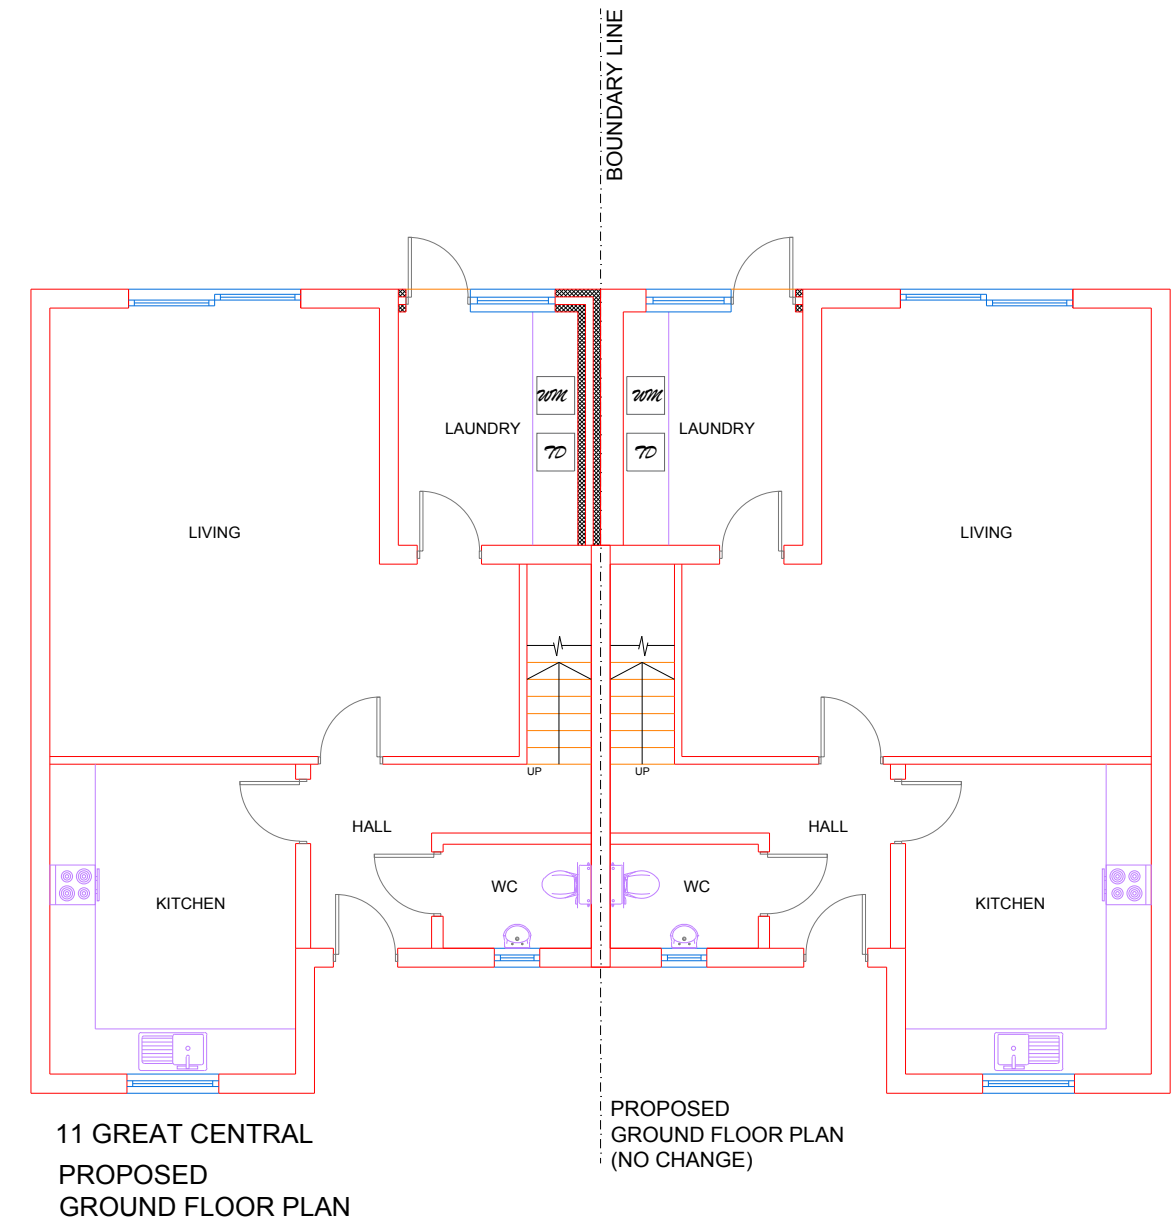 BOUNDARY LINE
WM
WM
LAUNDRY
LAUNDRY
TD
TD
LIVING
LIVING
UP
UP
HALL
HALL
WC
WC
KITCHEN
KITCHEN
11 GREAT CENTRAL
PROPOSED
GROUND FLOOR PLAN
PROPOSED
GROUND FLOOR PLAN
(NO CHANGE)